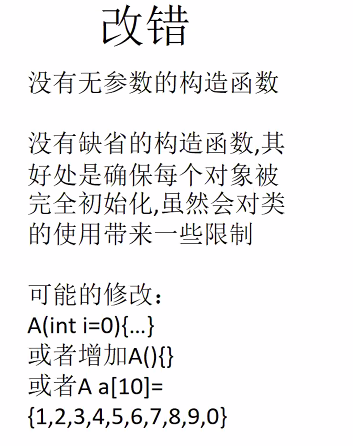 改错
没有无参数的构造函数
没有缺省的构造函数,其
好处是确保每个对象被
完全初始化,虽然会对类
的使用带来一些限制
可能的修改：
A(int i=0){…}
或者增加A(){}
或者A a[10]=
{1,2,3,4,5,6,7,8,9,0}